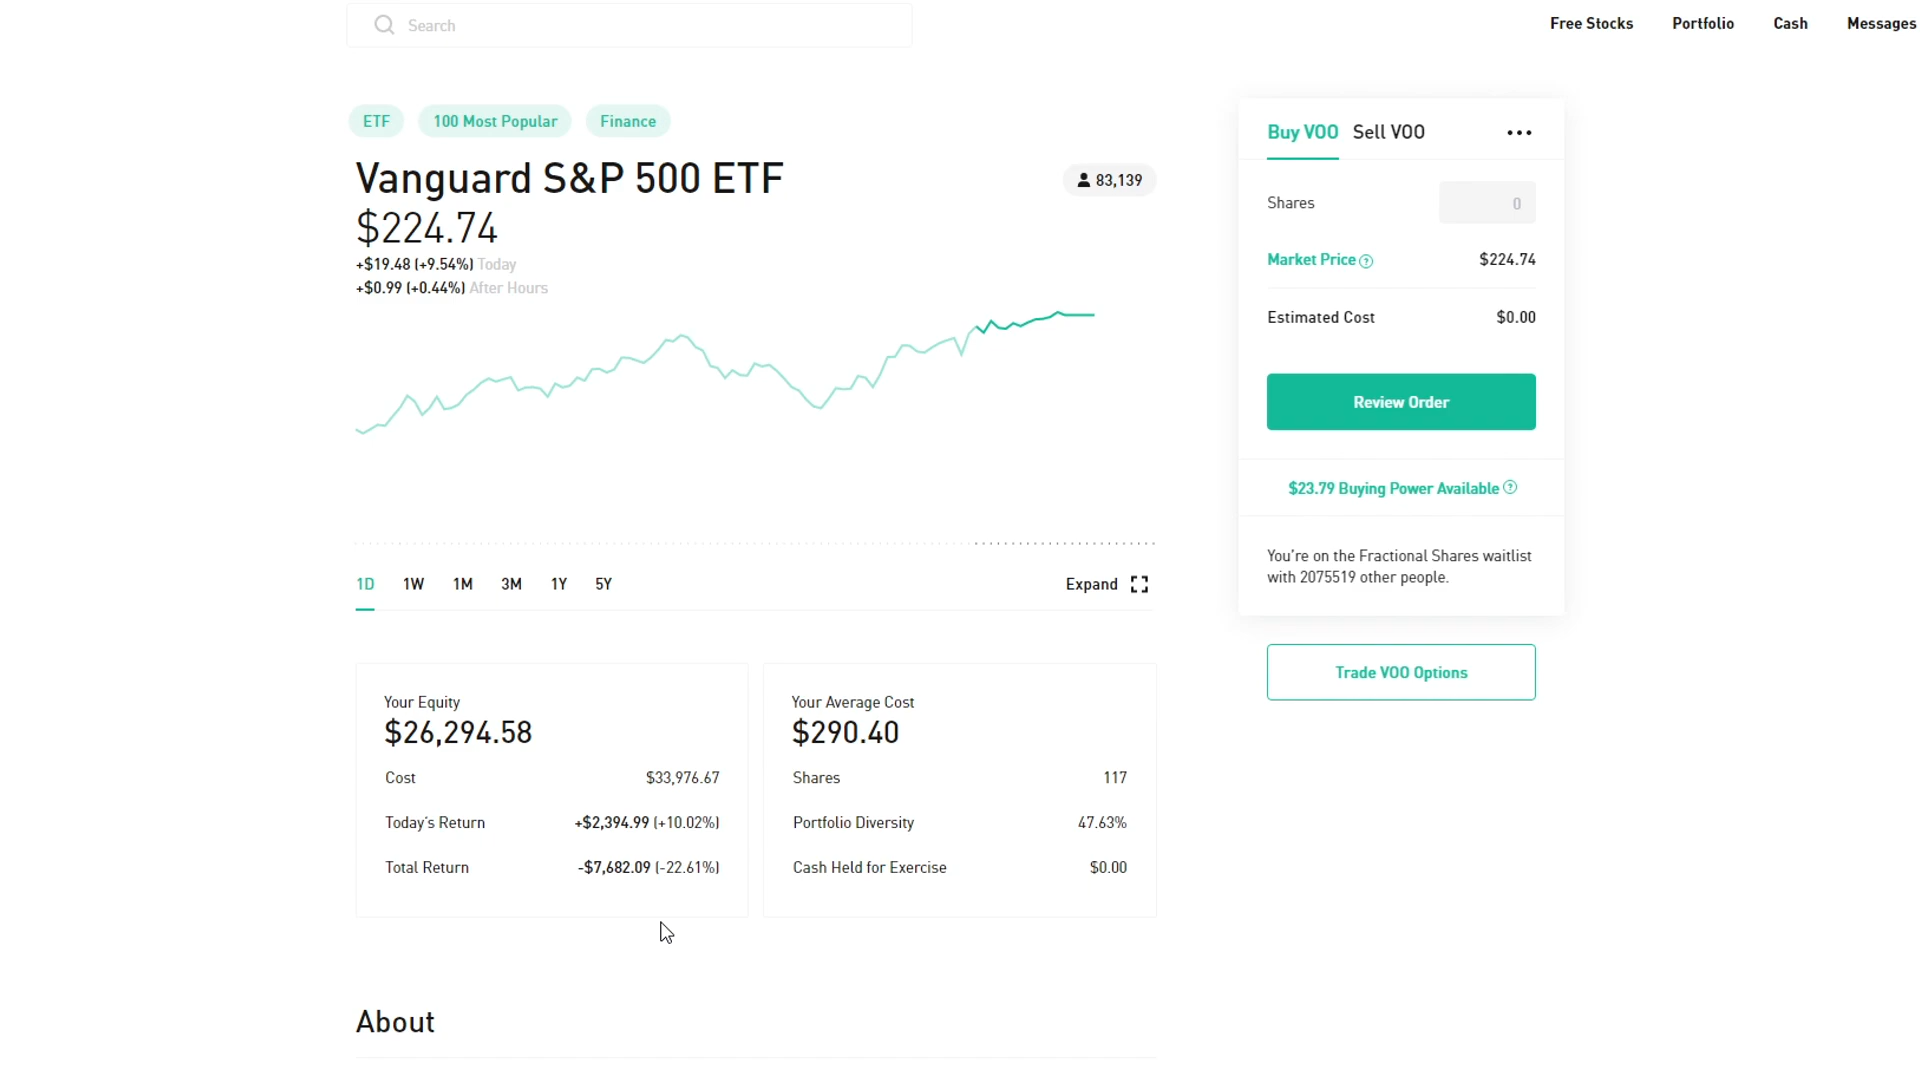 Search
Free Stocks Portfolio Cash Messages
ETF 100 Most Popular Finance
Vanguard S&P 500 ETF
83,139
$224.74
+$19.48 (+9.54%) Today
+$0.99 (+0.44%) After Hours
1D 1W 1M 3M 1Y 5Y
Expand
Your Equity
$26,294.58
Cost $33,976.67
Today's Return +$2,394.99 (+10.02%)
Total Return -$7,682.09 (-22.61%)
Your Average Cost
$290.40
Shares 117
Portfolio Diversity 47.63%
Cash Held for Exercise $0.00
About
Buy VOO Sell VOO
Shares 0
Market Price ? $224.74
Estimated Cost $0.00
Review Order
$23.79 Buying Power Available ?
You're on the Fractional Shares waitlist
with 2075519 other people.
Trade VOO Options